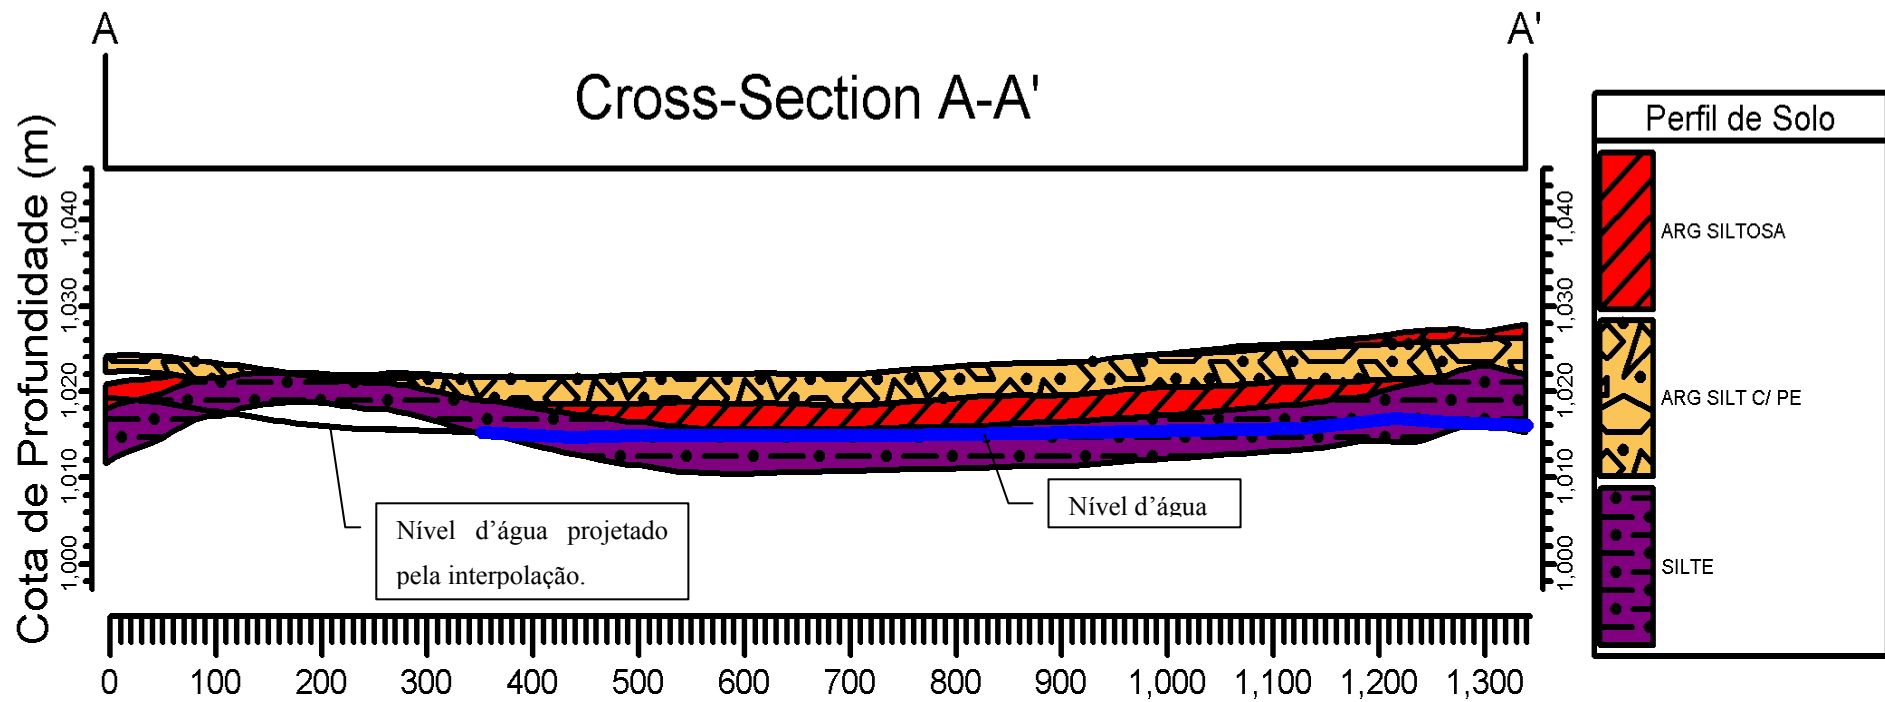 A
A'
Cross-Section A-A'
Cota de Profundidade (m)
1,040
1,030
1,020
1,010
1,000
1,040
1,030
1,020
1,010
1,000
Nível d’água projetado
pela interpolação.
Nível d’água
0 100 200 300 400 500 600 700 800 900 1,000 1,100 1,200 1,300
Perfil de Solo
ARG SILTOSA
ARG SILT C/ PE
SILTE